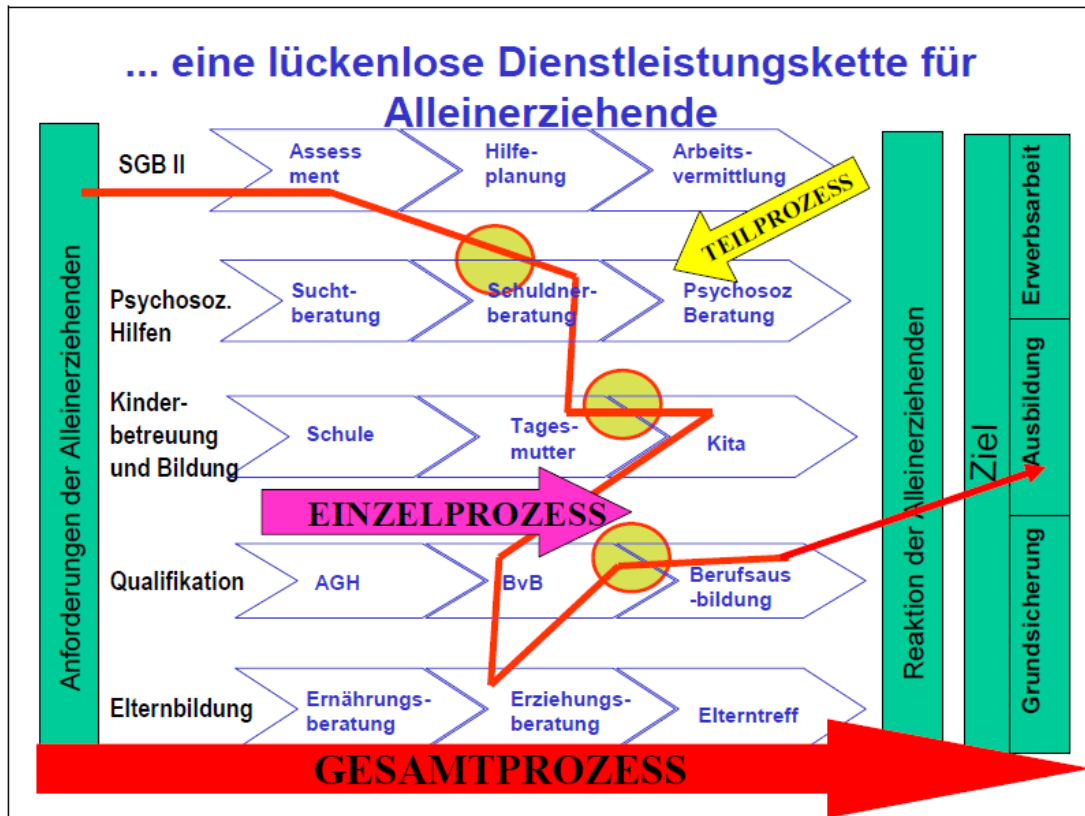 ... eine lückenlose Dienstleistungskette für
Alleinerziehende
Anforderungen der Alleinerziehenden
SGB II
Assess
ment
Hilfe-
planung
Arbeits-
vermittlung
TEILPROZESS
Psychosoz.
Hilfen
Sucht-
beratung
Schuldner-
beratung
Psychosoz
Beratung
Kinder-
betreuung
und Bildung
Schule
Tages-
mutter
Kita
EINZELPROZESS
Qualifikation
AGH
BvB
Berufsaus
-bildung
Elternbildung
Ernährungs-
beratung
Erziehungs-
beratung
Elterntreff
GESAMTPROZESS
Reaktion der Alleinerziehenden
Ziel
Erwerbsarbeit
Ausbildung
Grundsicherung